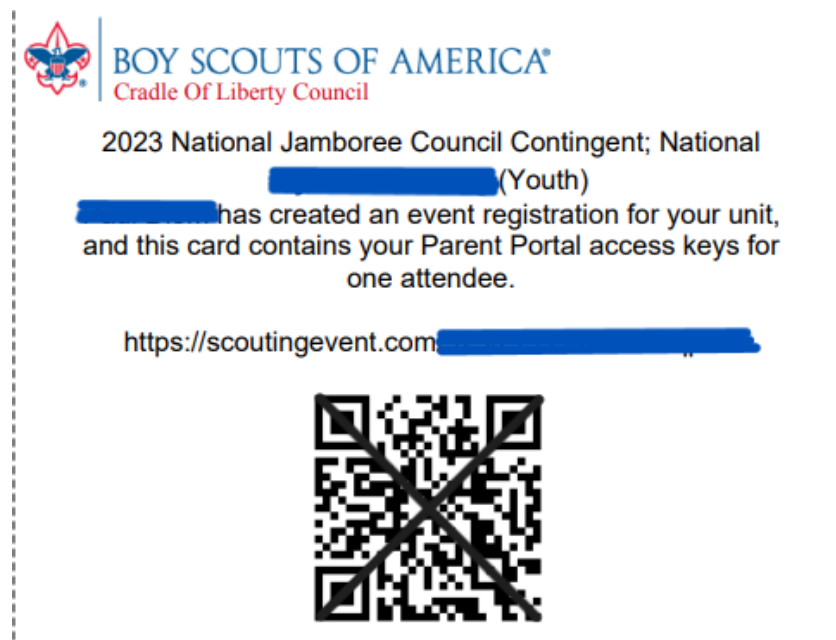 BOY SCOUTS OF AMERICA®
Cradle Of Liberty Council
2023 National Jamboree Council Contingent; National
(Youth)
has created an event registration for your unit,
and this card contains your Parent Portal access keys for
one attendee.
https://scoutingevent.com